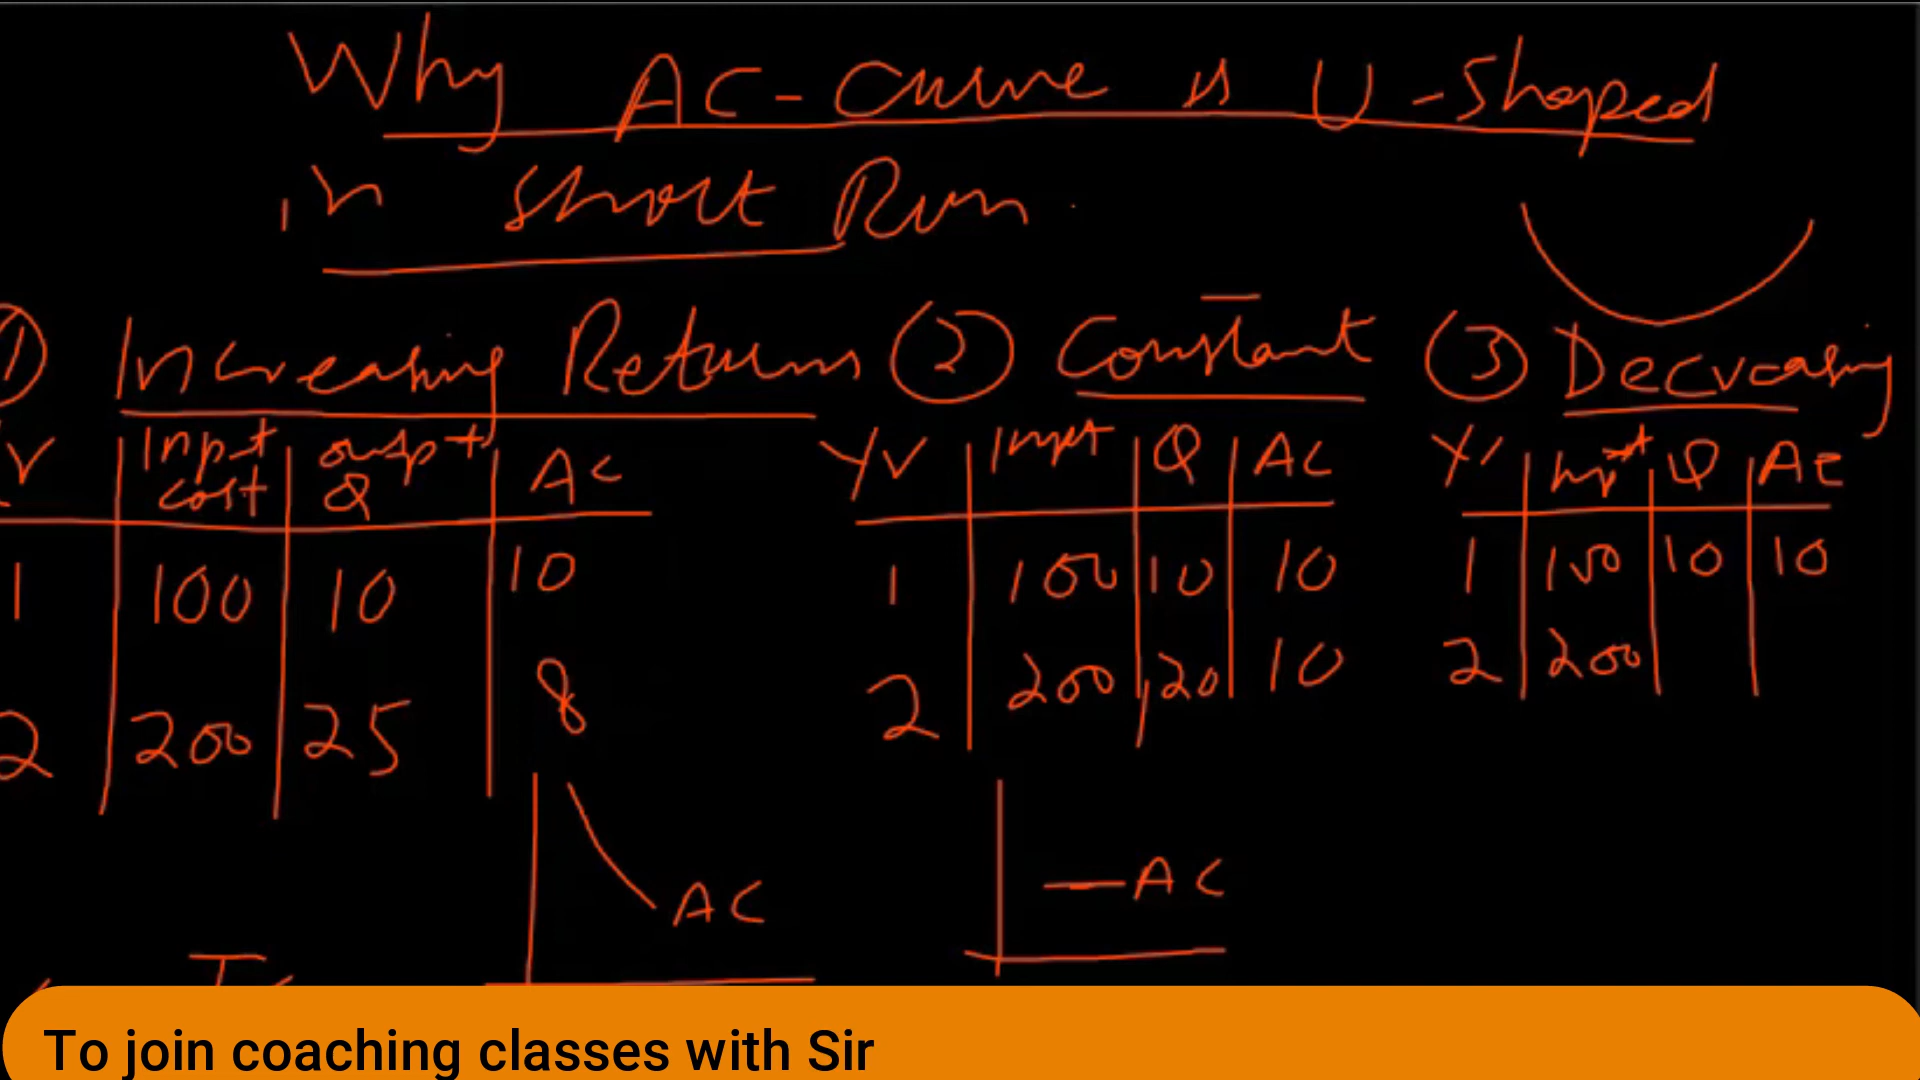 Why AC-Curve is U-Shaped
in Short Run.
① Increasing Returns ② Constant ③ Decreasing
Input cost output Q AC Yr Input Q AC Yr Input Q AC
1 100 10 10 1 100 10 10 1 100 10 10
2 200 25 8 2 200 20 10 2 200
AC AC
To join coaching classes with Sir